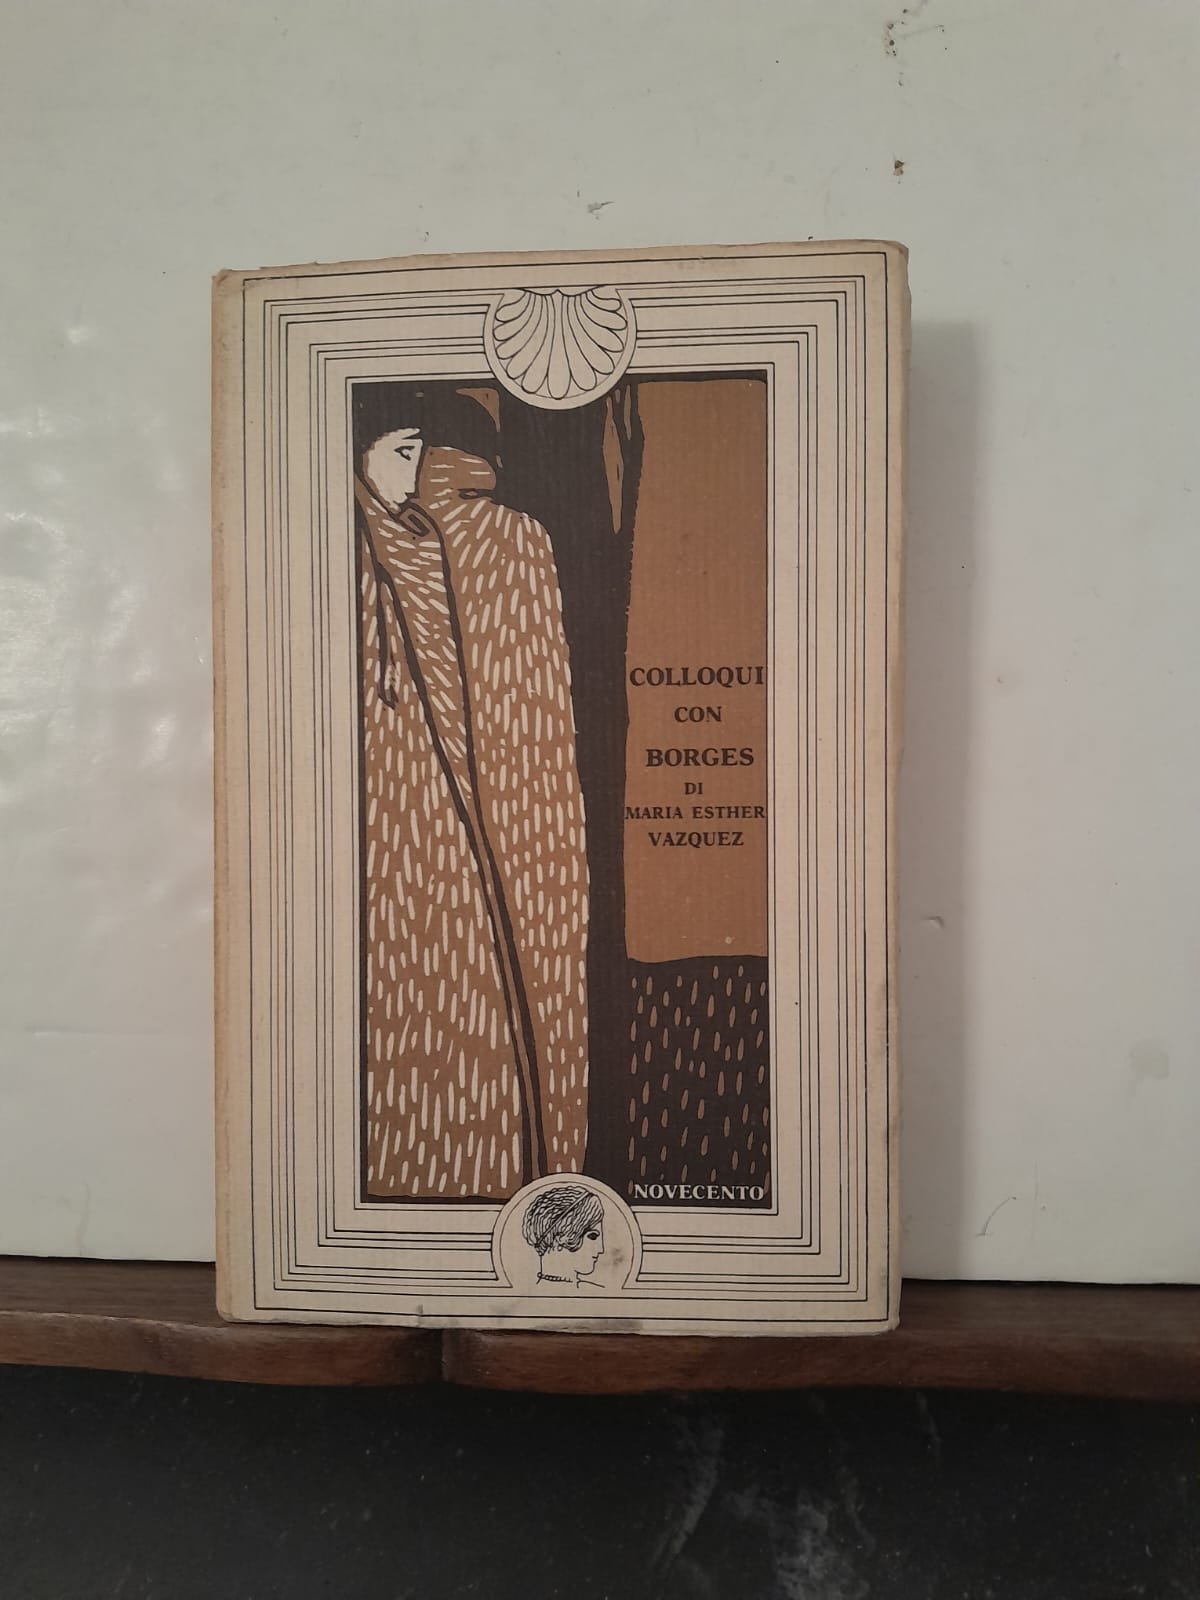 COLLOQUI
CON
BORGES
DI
MARIA ESTHER
VAZQUEZ
NOVECENTO